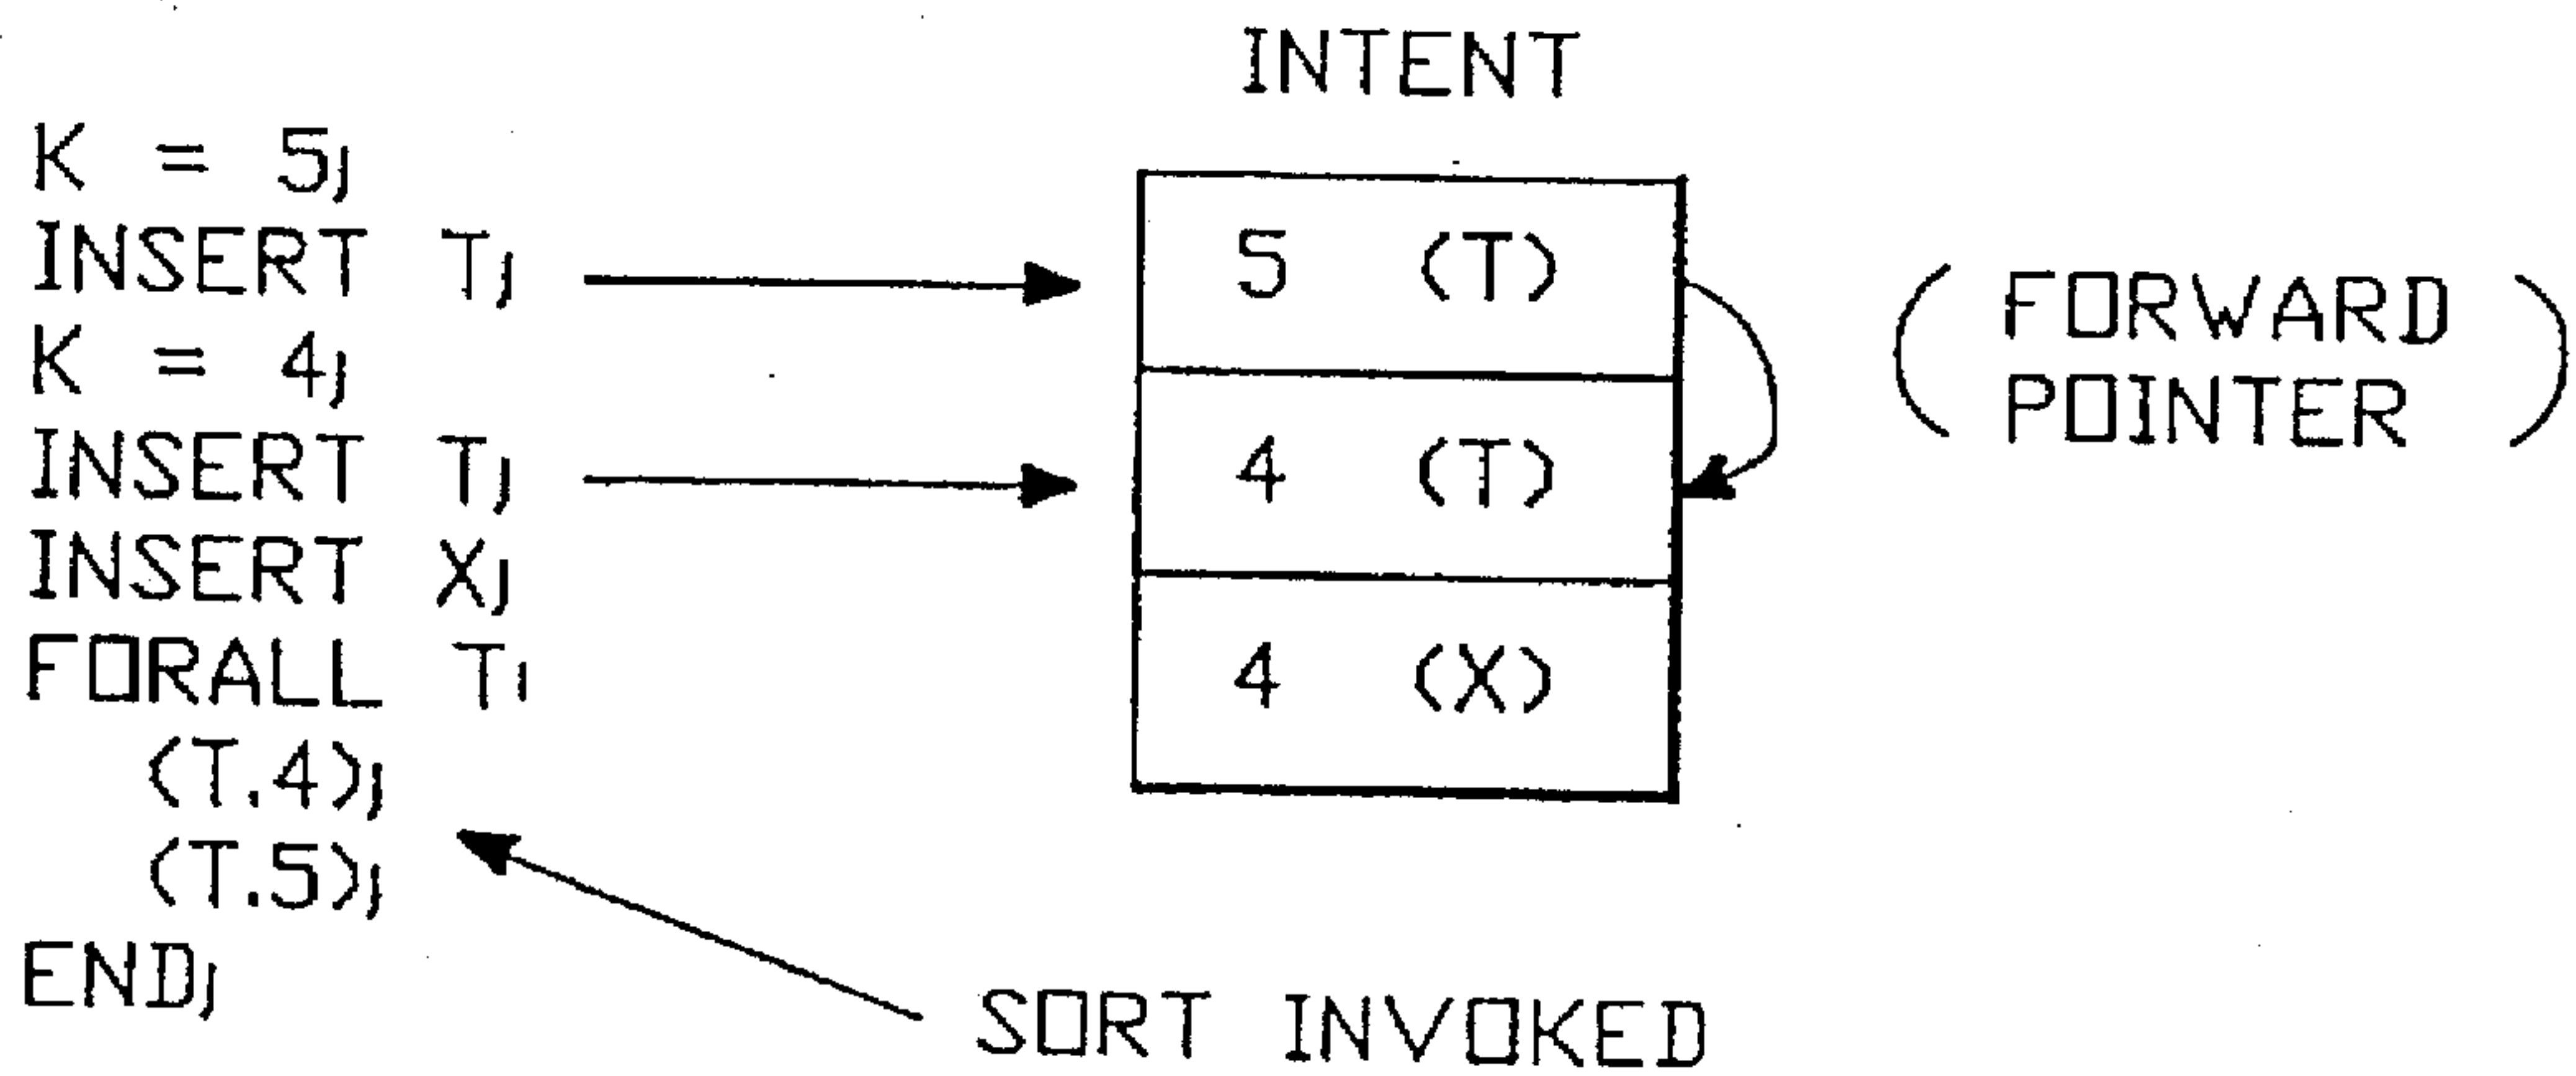 INTENT
K = 5;
INSERT T;
K = 4;
INSERT T;
INSERT X;
FORALL T:
(T.4);
(T.5);
END;
5 (T)
4 (T)
4 (X)
( FORWARD
POINTER )
SORT INVOKED